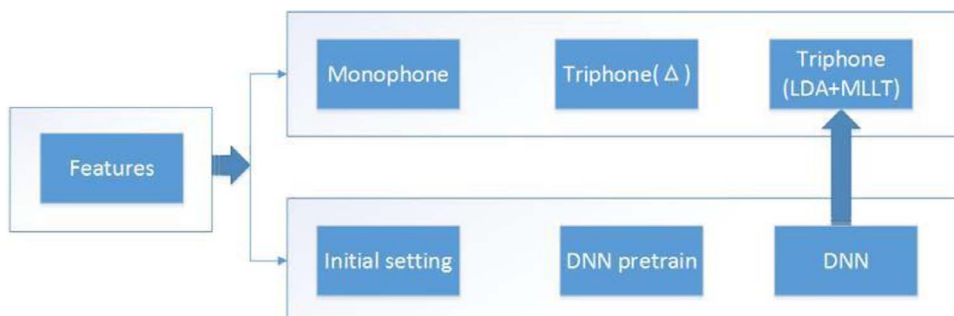 Features
Monophone
Triphone(Δ)
Triphone
(LDA+MLLT)
Initial setting
DNN pretrain
DNN